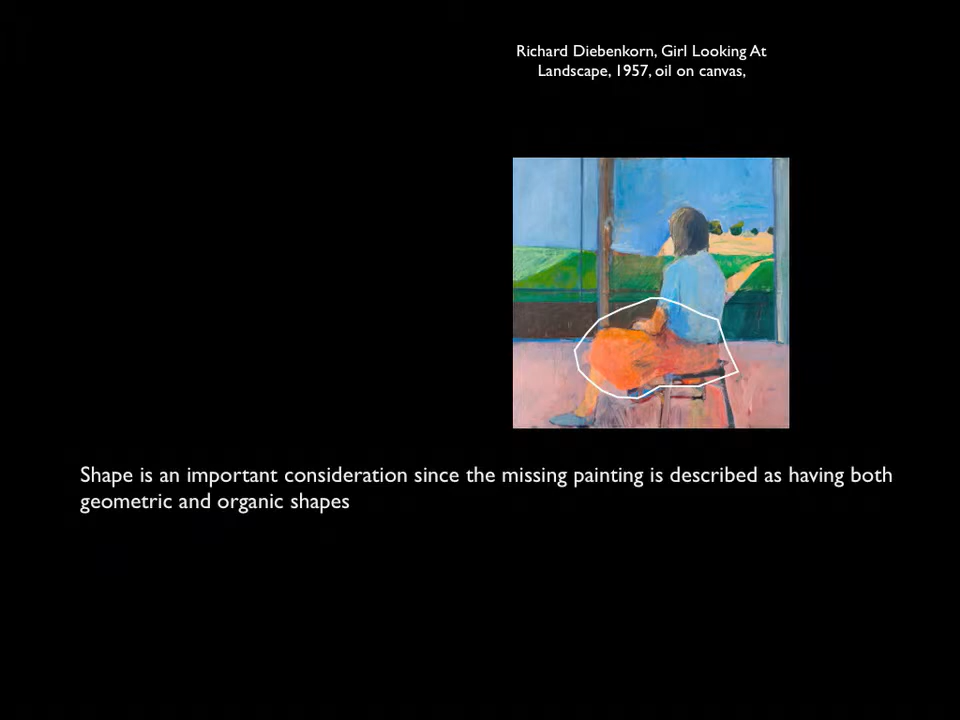 Richard Diebenkorn, Girl Looking At
Landscape, 1957, oil on canvas,
Shape is an important consideration since the missing painting is described as having both
geometric and organic shapes